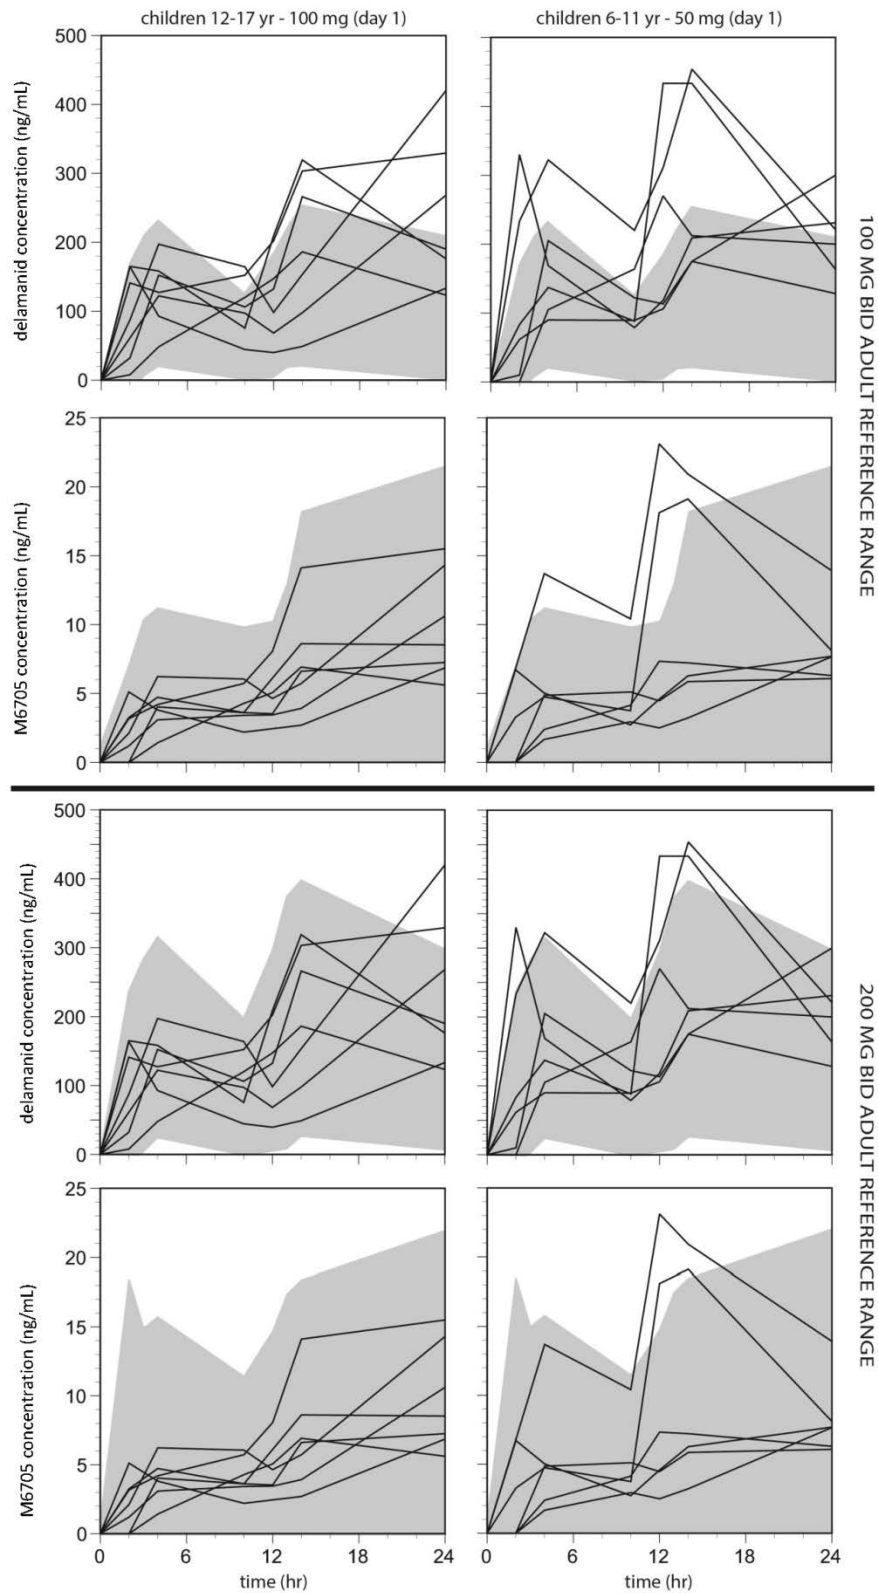 children 12-17 yr - 100 mg (day 1)
children 6-11 yr - 50 mg (day 1)
delamanid concentration (ng/mL)
500
400
300
200
100
0
100 MG BID ADULT REFERENCE RANGE
M6705 concentration (ng/mL)
25
20
15
10
5
0
delamanid concentration (ng/mL)
500
400
300
200
100
0
200 MG BID ADULT REFERENCE RANGE
M6705 concentration (ng/mL)
25
20
15
10
5
0
0 6 12 18 24
0 6 12 18 24
time (hr)
time (hr)